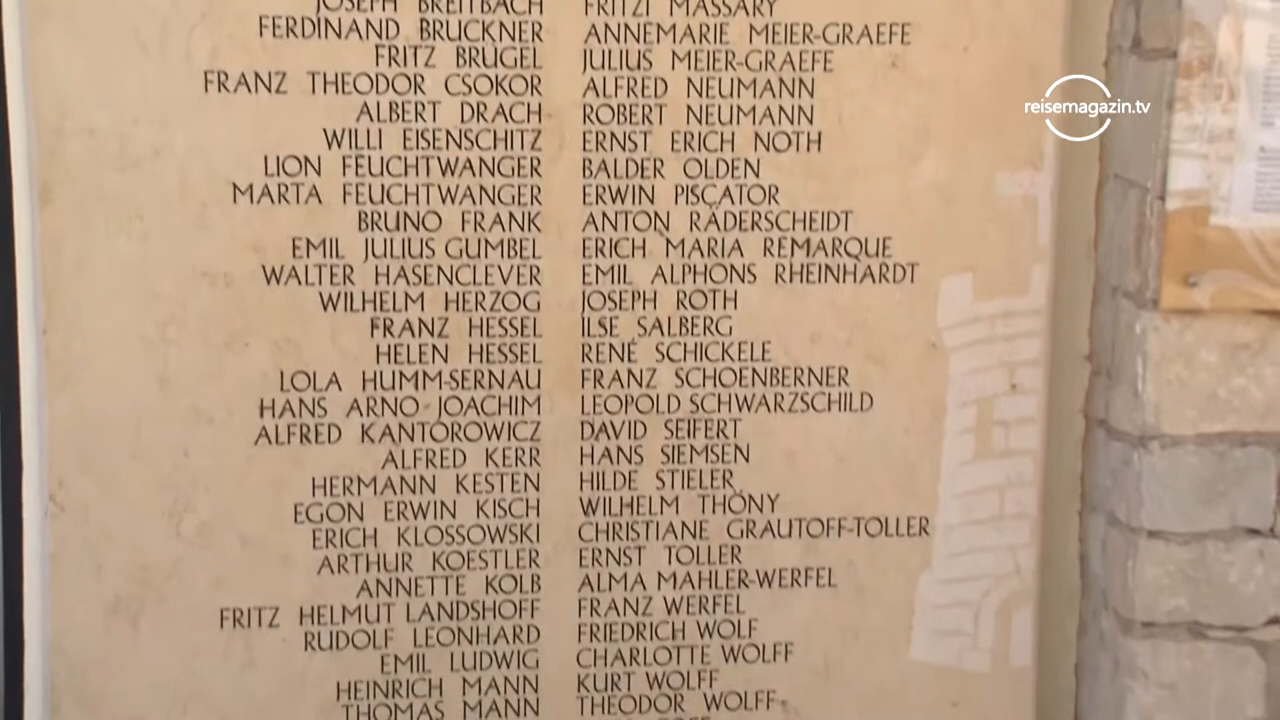 JOSEPH BREITBACH
FERDINAND BRUCKNER
FRITZ BRÜGEL
FRANZ THEODOR CSOKOR
ALBERT DRACH
WILLI EISENSCHITZ
LION FEUCHTWANGER
MARTA FEUCHTWANGER
BRUNO FRANK
EMIL JULIUS GUMBEL
WALTER HASENCLEVER
WILHELM HERZOG
FRANZ HESSEL
HELEN HESSEL
LOLA HUMM-SERNAU
HANS ARNO JOACHIM
ALFRED KANTOROWICZ
ALFRED KERR
HERMANN KESTEN
EGON ERWIN KISCH
ERICH KLOSSOWSKI
ARTHUR KOESTLER
ANNETTE KOLB
FRITZ HELMUT LANDSHOFF
RUDOLF LEONHARD
EMIL LUDWIG
HEINRICH MANN
THOMAS MANN
FRITZI MASSARY
ANNEMARIE MEIER-GRAEFE
JULIUS MEIER-GRAEFE
ALFRED NEUMANN
ROBERT NEUMANN
ERNST ERICH NOTH
BALDER OLDEN
ERWIN PISCATOR
ANTON RÄDERSCHEIDT
ERICH MARIA REMARQUE
EMIL ALPHONS RHEINHARDT
JOSEPH ROTH
ILSE SALBERG
RENÉ SCHICKELE
FRANZ SCHOENBERNER
LEOPOLD SCHWARZSCHILD
DAVID SEIFERT
HANS SIEMSEN
HILDE STIELER
WILHELM THÖNY
CHRISTIANE GRAUTOFF-TOLLER
ERNST TOLLER
ALMA MAHLER-WERFEL
FRANZ WERFEL
FRIEDRICH WOLF
CHARLOTTE WOLFF
KURT WOLFF
THEODOR WOLFF
reisemagazin.tv